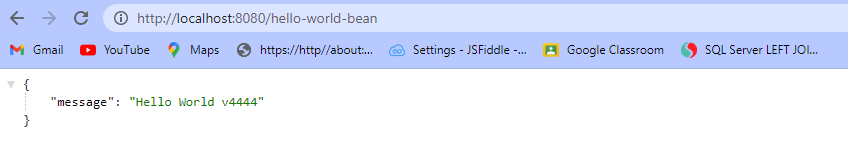 http://localhost:8080/hello-world-bean
Gmail YouTube Maps https://http//about:... Settings - JSFiddle -... Google Classroom SQL Server LEFT JOI...
{
"message": "Hello World v4444"
}